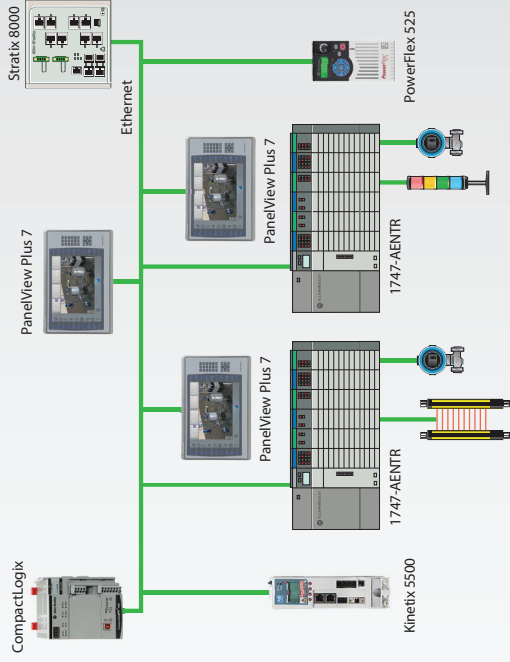 CompactLogix
PanelView Plus 7
Stratix 8000
Ethernet
PanelView Plus 7
PanelView Plus 7
Kinetix 5500
1747-AENTR
1747-AENTR
PowerFlex 525